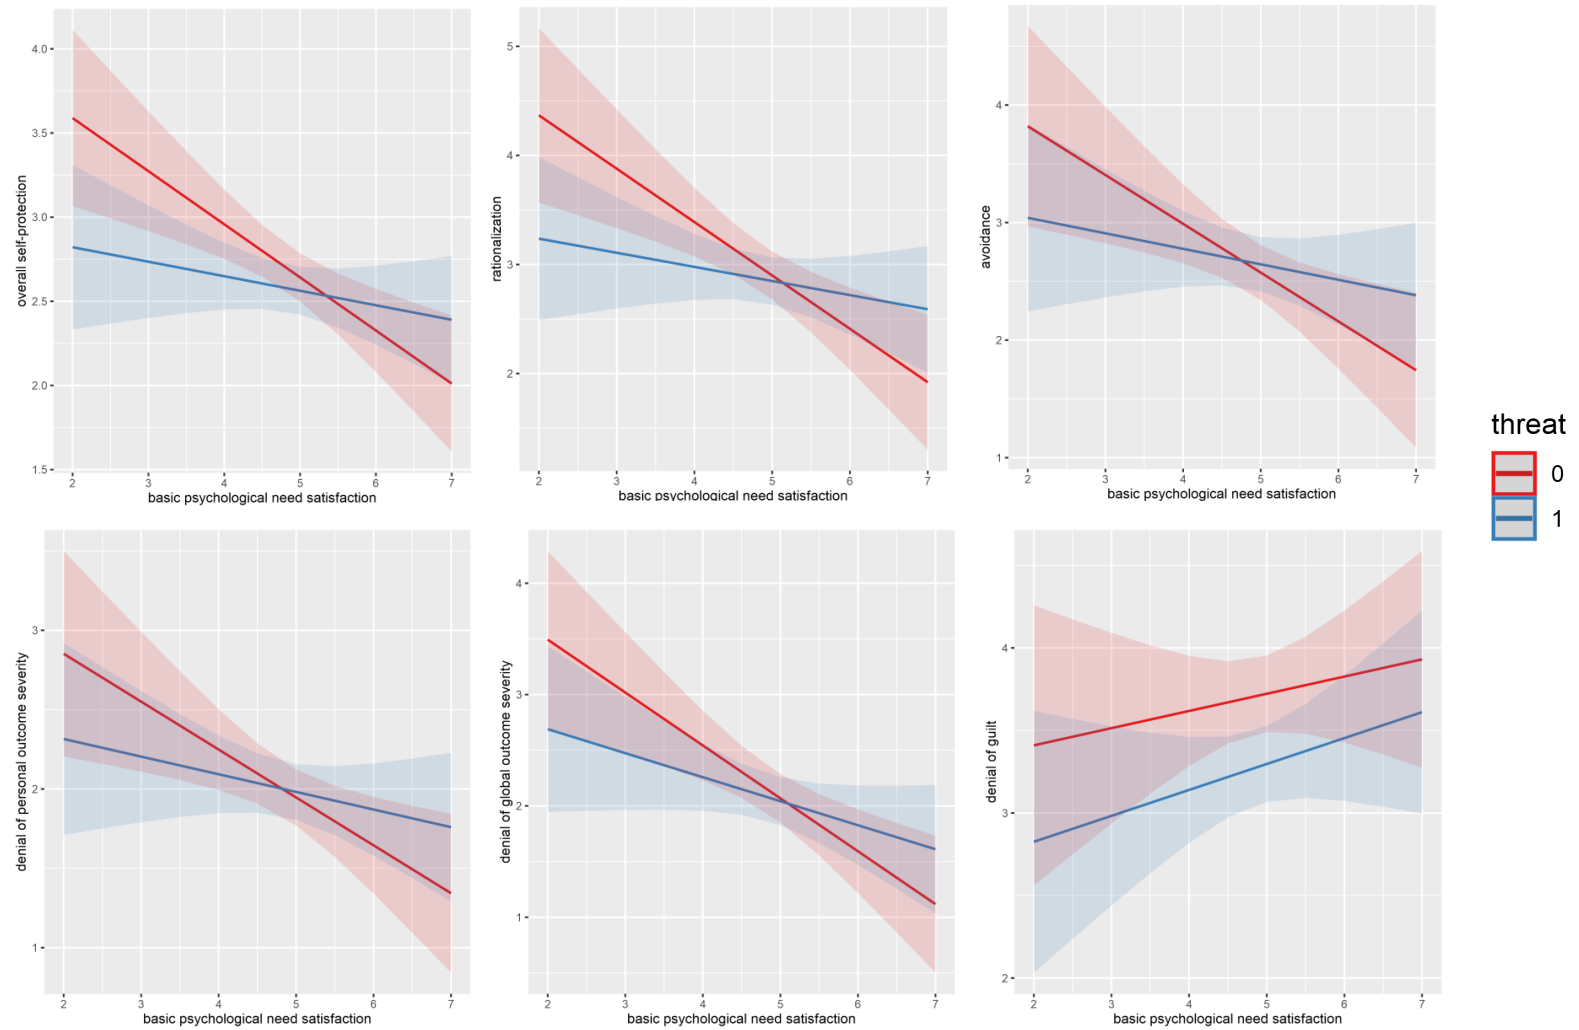 overall self-protection
4.0
3.5
3.0
2.5
2.0
1.5
2 3 4 5 6 7
basic psychological need satisfaction
rationalization
5
4
3
2
2 3 4 5 6 7
basic psychological need satisfaction
avoidance
4
3
2
1
2 3 4 5 6 7
basic psychological need satisfaction
threat
0
1
denial of personal outcome severity
3
2
1
2 3 4 5 6 7
basic psychological need satisfaction
denial of global outcome severity
4
3
2
1
2 3 4 5 6 7
basic psychological need satisfaction
denial of guilt
4
3
2
2 3 4 5 6 7
basic psychological need satisfaction